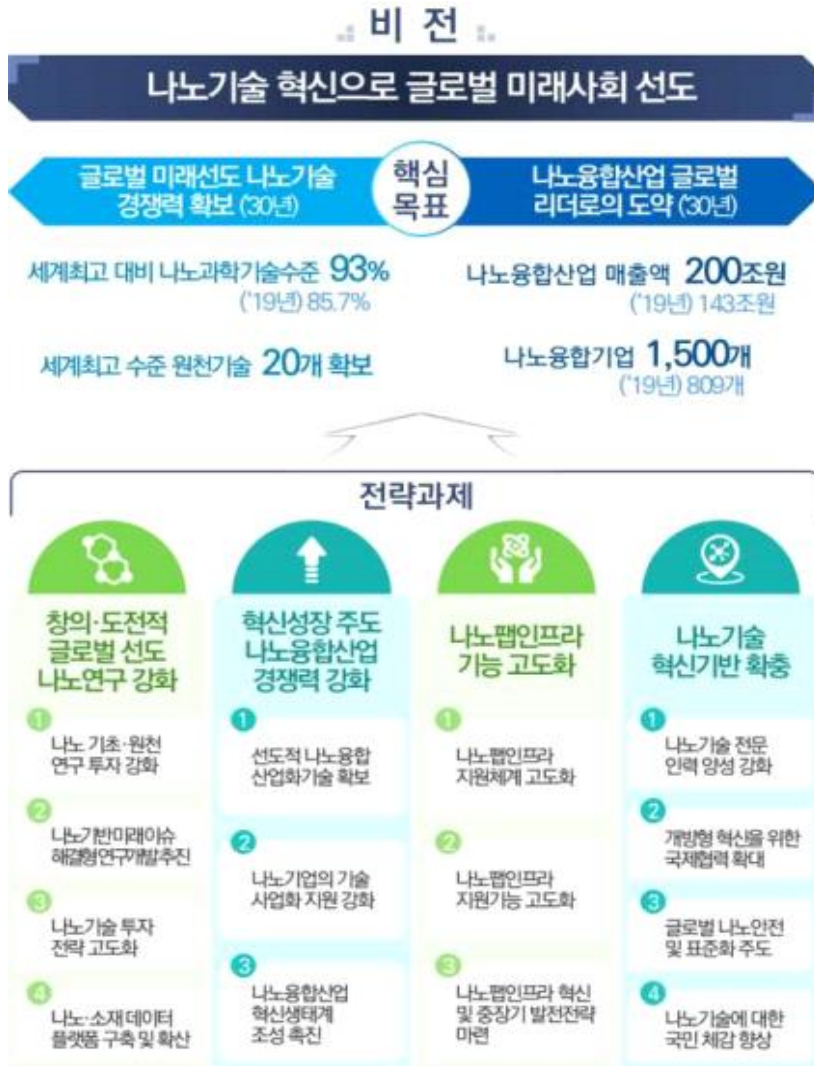 비 전
나노기술 혁신으로 글로벌 미래사회 선도
글로벌 미래선도 나노기술
경쟁력 확보 ('30년)
핵심
목표
나노융합산업 글로벌
리더로의 도약 ('30년)
세계최고 대비 나노과학기술수준 93%
('19년) 85.7%
세계최고 수준 원천기술 20개 확보
나노융합산업 매출액 200조원
('19년) 143조원
나노융합기업 1,500개
('19년) 809개
전략과제
창의·도전적
글로벌 선도
나노연구 강화
1
나노 기초·원천
연구 투자 강화
2
나노기반미래이슈
해결형연구개발추진
3
나노기술 투자
전략 고도화
4
나노·소재 데이터
플랫폼 구축 및 확산
혁신성장 주도
나노융합산업
경쟁력 강화
1
선도적 나노융합
산업화기술 확보
2
나노기업의 기술
사업화 지원 강화
3
나노융합산업
혁신생태계
조성 촉진
나노팹인프라
기능 고도화
1
나노팹인프라
지원체계 고도화
2
나노팹인프라
지원기능 고도화
3
나노팹인프라 혁신
및 중장기 발전전략
마련
나노기술
혁신기반 확충
1
나노기술 전문
인력 양성 강화
2
개방형 혁신을 위한
국제협력 확대
3
글로벌 나노안전
및 표준화 주도
4
나노기술에 대한
국민 체감 향상